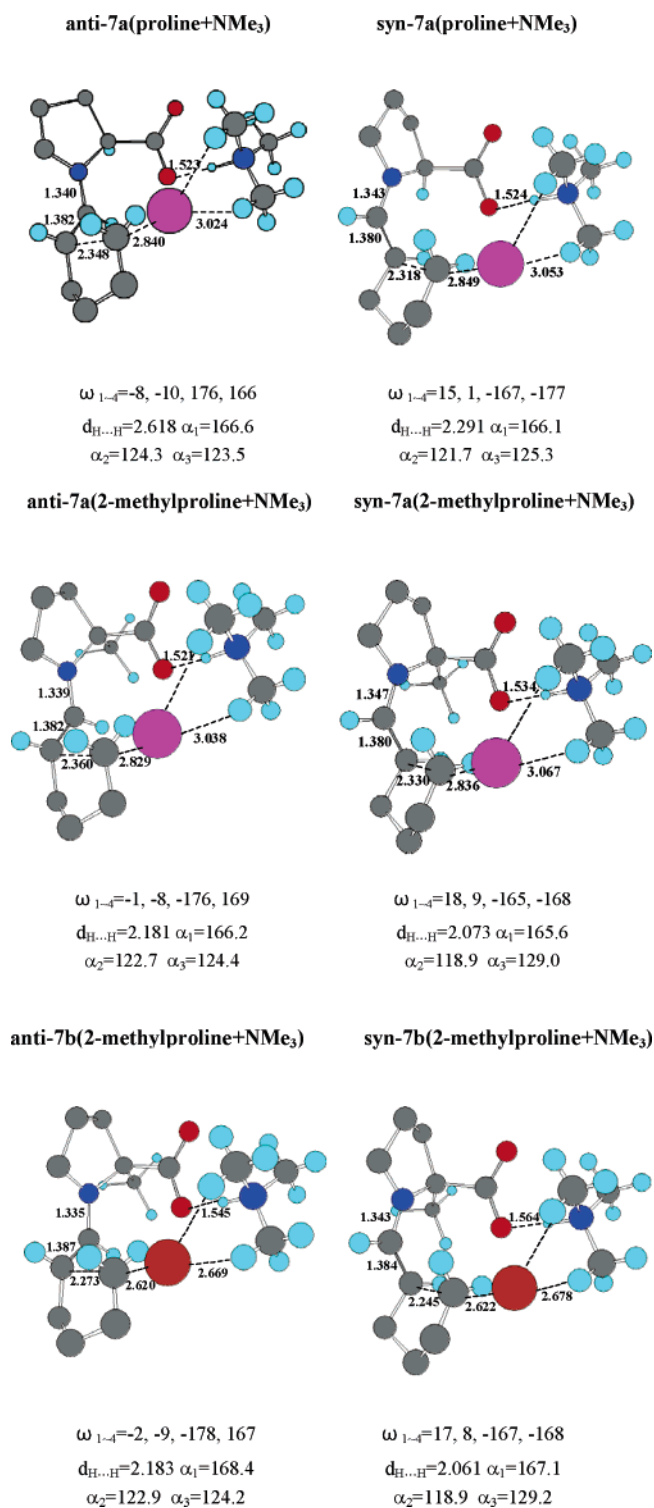 anti-7a(proline+NMe₃) syn-7a(proline+NMe₃)
1.523
1.340
1.382
2.348
2.840
3.024
1.343
1.524
1.380
2.318
2.849
3.053
ω 1~4=-8, -10, 176, 166
dH...H=2.618 α₁=166.6
α₂=124.3 α₃=123.5
ω 1~4=15, 1, -167, -177
dH...H=2.291 α₁=166.1
α₂=121.7 α₃=125.3
anti-7a(2-methylproline+NMe₃) syn-7a(2-methylproline+NMe₃)
1.521
1.339
1.382
2.360
2.829
3.038
1.347
1.534
1.380
2.330
2.836
3.067
ω 1~4=-1, -8, -176, 169
dH...H=2.181 α₁=166.2
α₂=122.7 α₃=124.4
ω 1~4=18, 9, -165, -168
dH...H=2.073 α₁=165.6
α₂=118.9 α₃=129.0
anti-7b(2-methylproline+NMe₃) syn-7b(2-methylproline+NMe₃)
1.335
1.545
1.387
2.273
2.620
2.669
1.343
1.564
1.384
2.245
2.622
2.678
ω 1~4=-2, -9, -178, 167
dH...H=2.183 α₁=168.4
α₂=122.9 α₃=124.2
ω 1~4=17, 8, -167, -168
dH...H=2.061 α₁=167.1
α₂=118.9 α₃=129.2